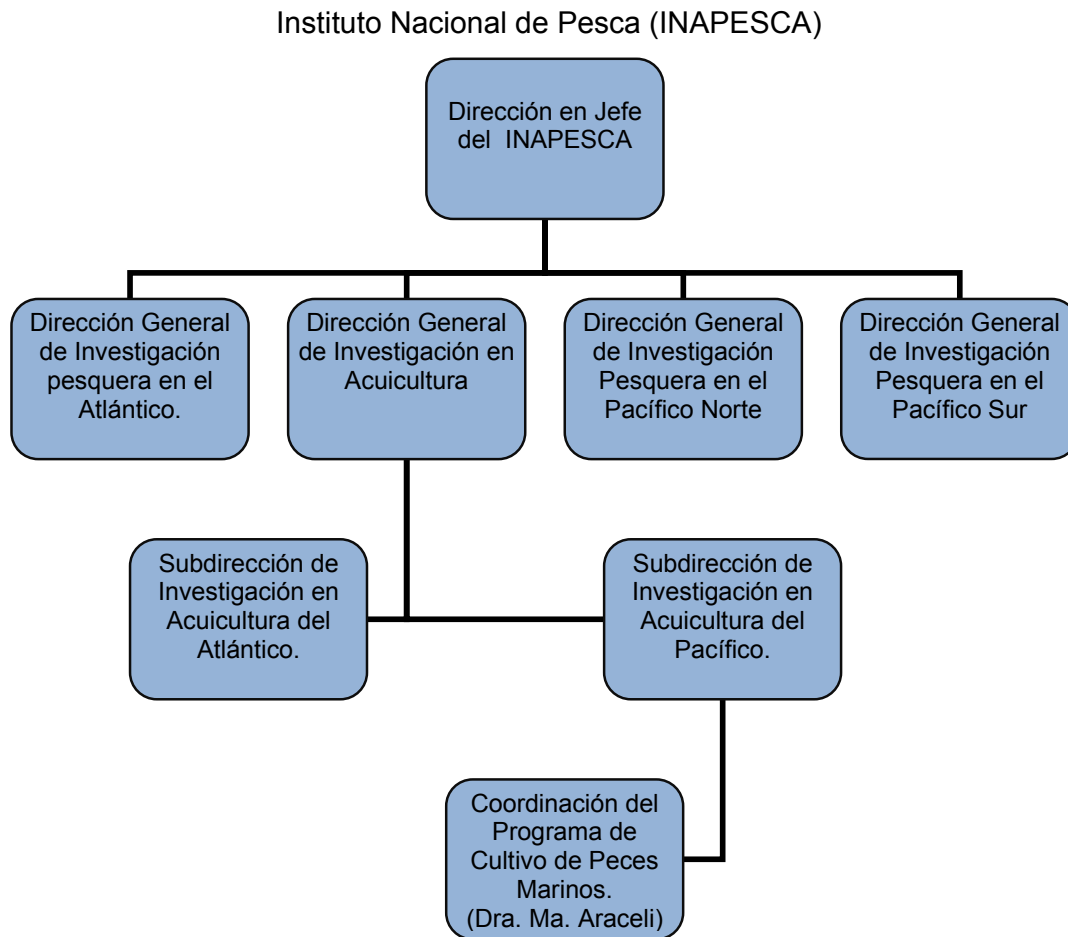 Instituto Nacional de Pesca (INAPESCA)
Dirección en Jefe
del INAPESCA
Dirección General
de Investigación
pesquera en el
Atlántico.
Dirección General
de Investigación en
Acuicultura
Dirección General
de Investigación
Pesquera en el
Pacífico Norte
Dirección General
de Investigación
Pesquera en el
Pacífico Sur
Subdirección de
Investigación en
Acuicultura del
Atlántico.
Subdirección de
Investigación en
Acuicultura del
Pacífico.
Coordinación del
Programa de
Cultivo de Peces
Marinos.
(Dra. Ma. Araceli)